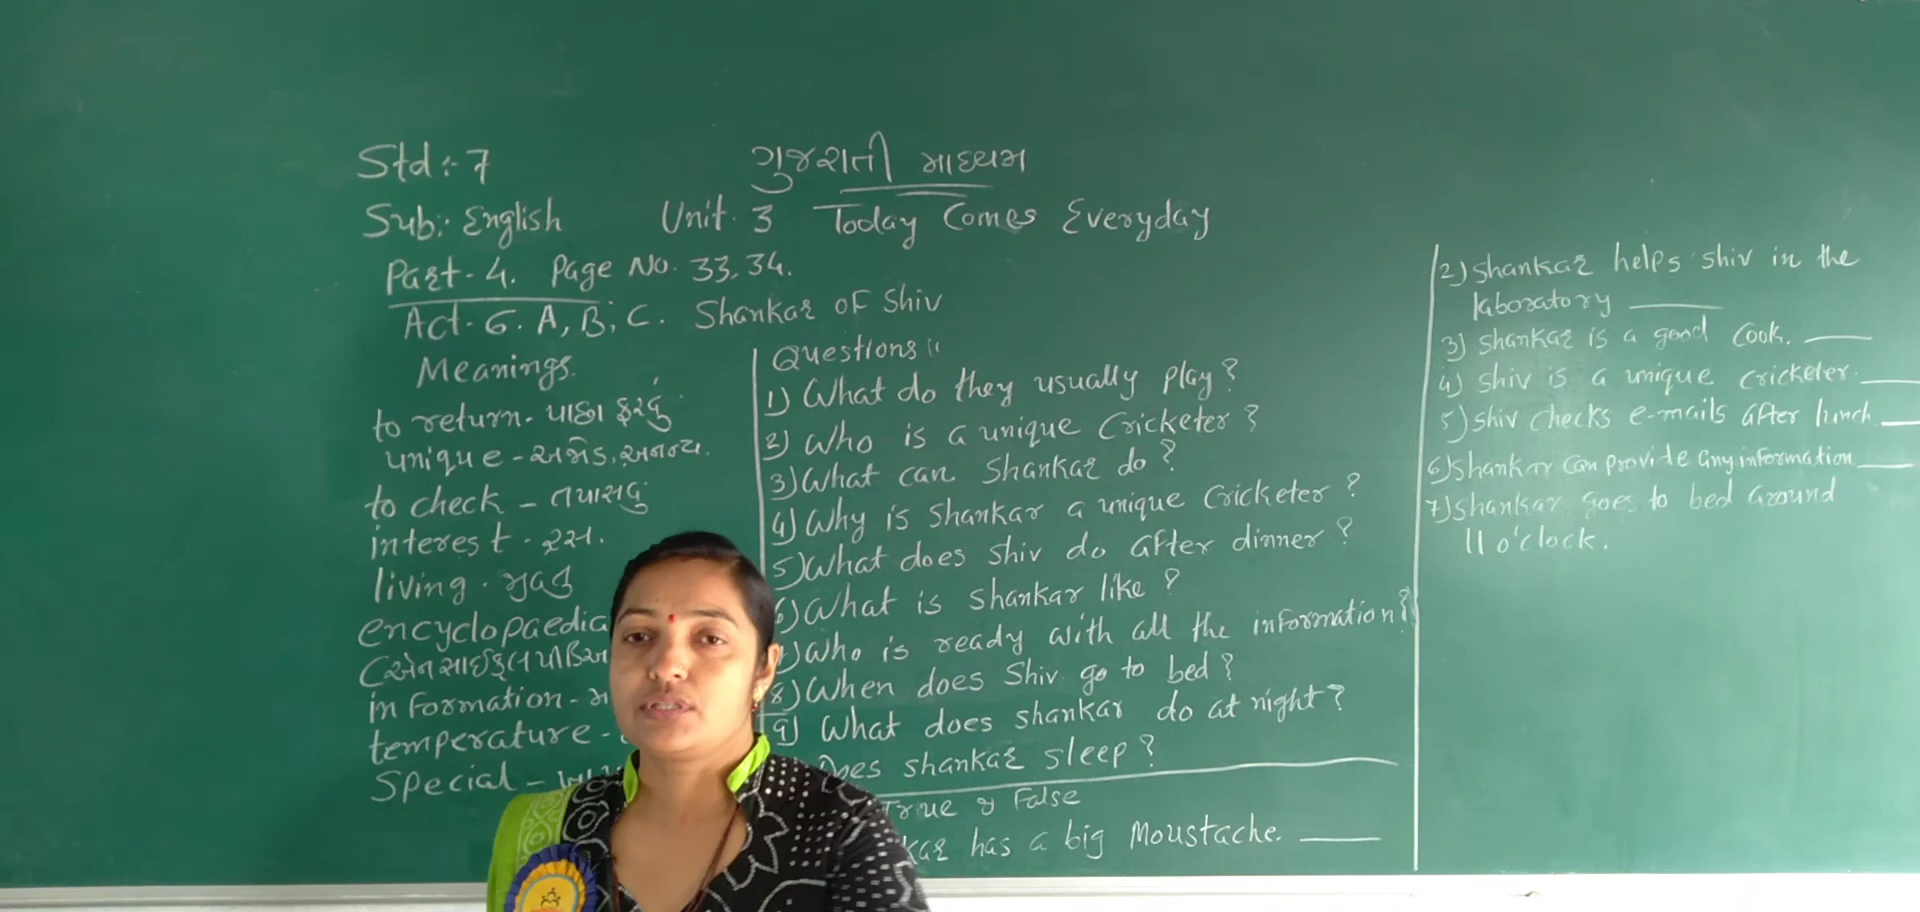 Std:- 7
ગુજરાતી માધ્યમ
Sub:- English Unit. 3 Today Comes Everyday
Part-4. Page No. 33, 34.
Act-6. A, B, C. Shankar of Shiv
Meanings.
to return - પાછા ફરવું
unique - અજોડ, અનન્ય.
to check - તપાસવું
interest - રસ.
living -
encyclopaedia
information -
temperature -
Special -
Questions:
1) What do they usually play?
2) Who is a unique Cricketer?
3) What can Shankar do?
4) Why is Shankar a unique Cricketer?
5) What does Shiv do after dinner?
6) What is Shankar like?
) Who is ready with all the information?
8) When does Shiv go to bed?
9) What does Shankar do at night?
Does Shankar sleep?
True & False
kar has a big Moustache. ____
2) Shankar helps Shiv in the
laboratory ____
3) Shankar is a good Cook. ____
4) Shiv is a unique Cricketer. ____
5) Shiv checks e-mails after lunch ____
6) Shankar can provide any information ____
7) Shankar goes to bed around
11 o'clock.